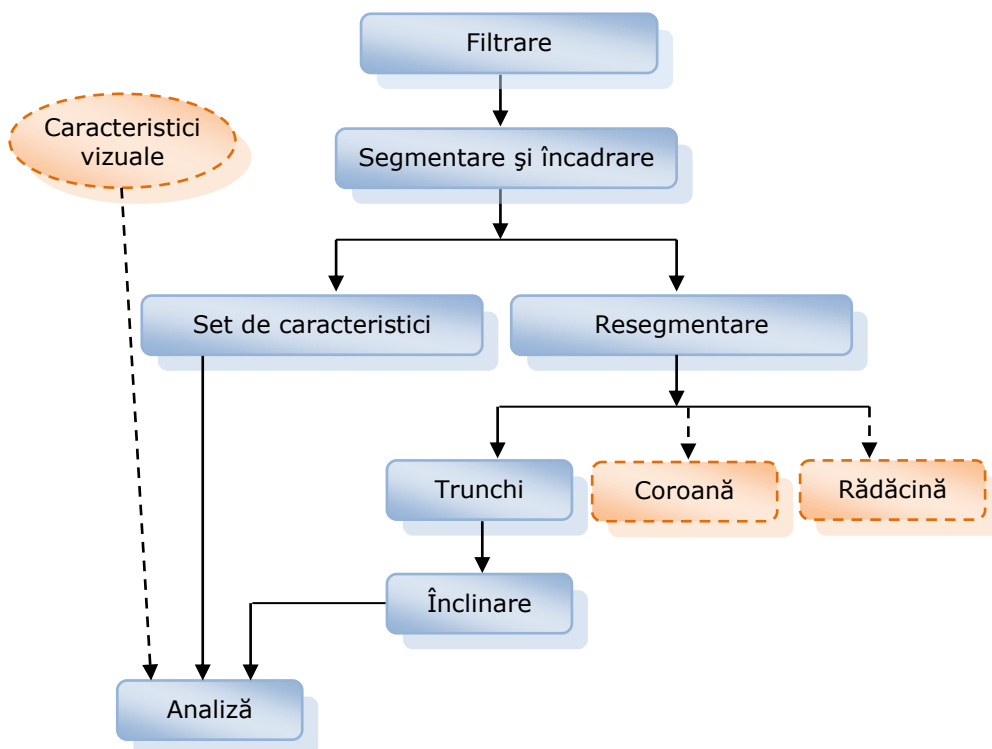 Filtrare
Caracteristici
vizuale
Segmentare şi încadrare
Set de caracteristici
Resegmentare
Trunchi
Coroană
Rădăcină
Înclinare
Analiză